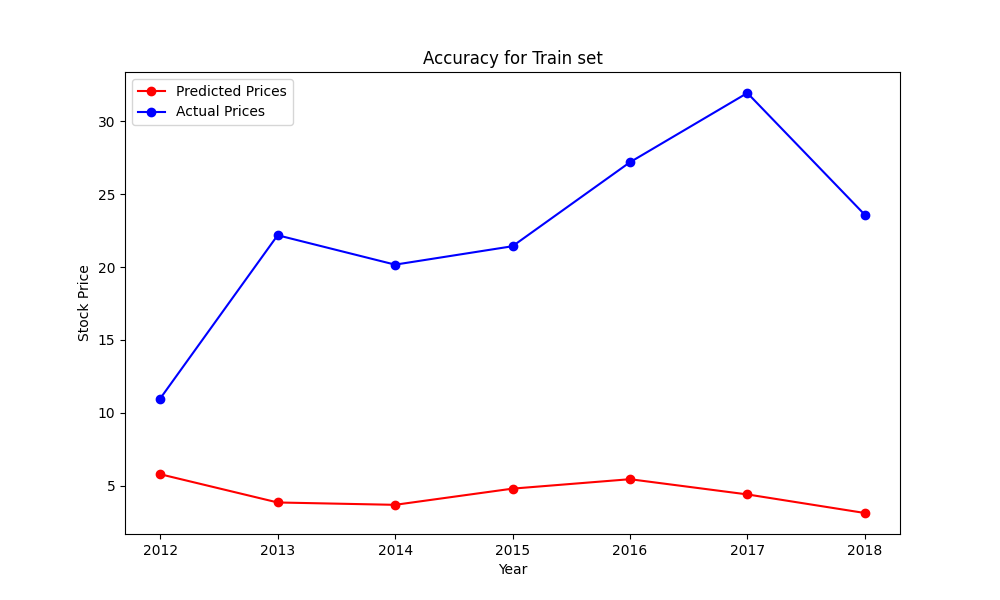 Accuracy for Train set
Predicted Prices
Actual Prices
30
25
20
15
10
5
Stock Price
2012 2013 2014 2015 2016 2017 2018
Year